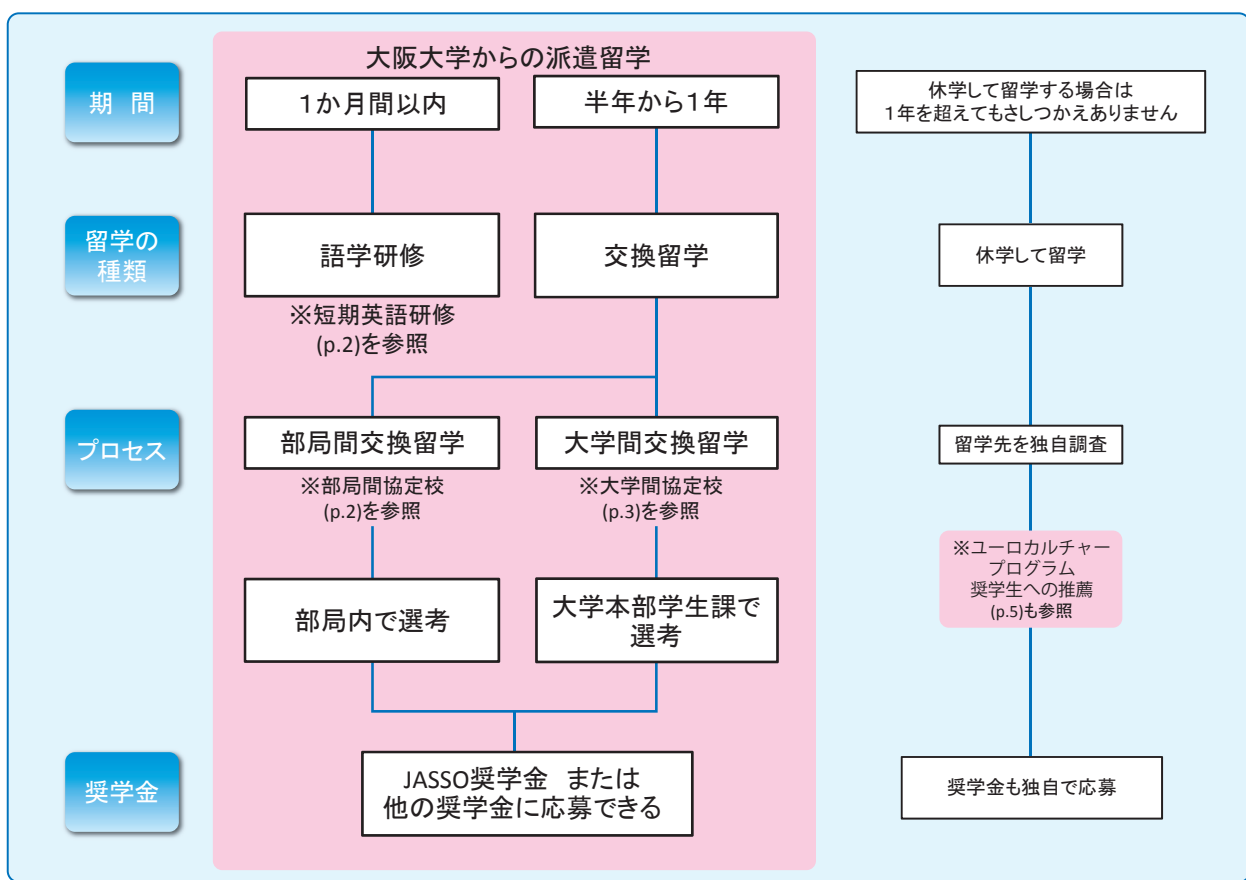 大阪大学からの派遣留学
期　間
1か月間以内
半年から1年
休学して留学する場合は
1年を超えてもさしつかえありません
留学の
種類
語学研修
※短期英語研修
(p.2)を参照
交換留学
休学して留学
プロセス
部局間交換留学
※部局間協定校
(p.2)を参照
大学間交換留学
※大学間協定校
(p.3)を参照
留学先を独自調査
※ユーロカルチャー
プログラム
奨学生への推薦
(p.5)も参照
部局内で選考
大学本部学生課で
選考
奨学金
JASSO奨学金　または
他の奨学金に応募できる
奨学金も独自で応募